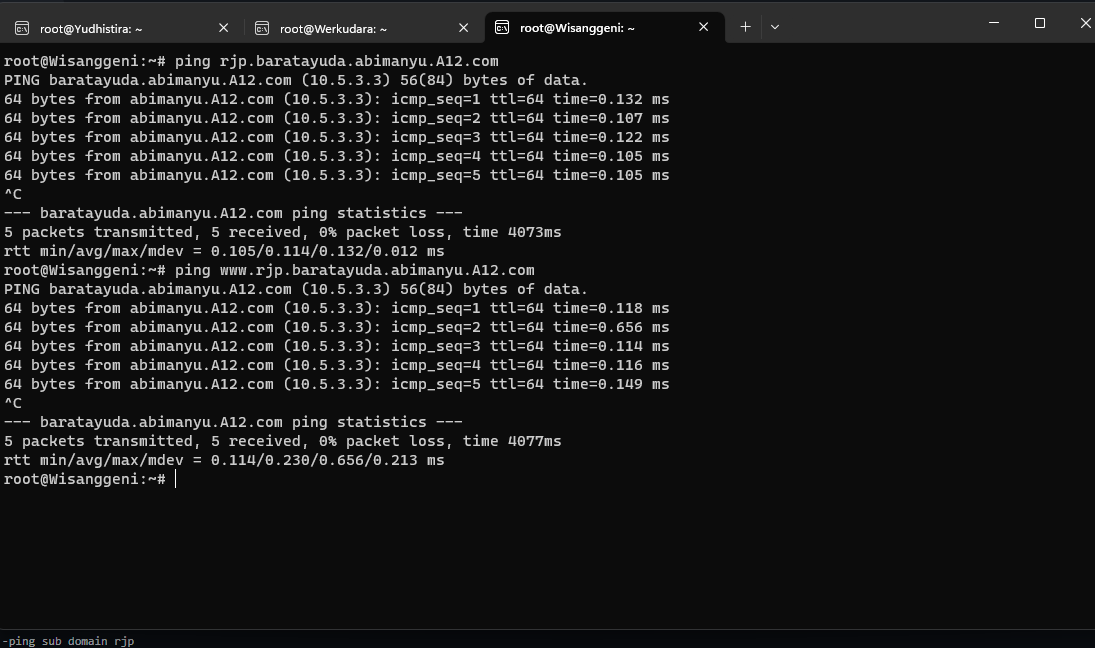 root@Yudhistira: ~
root@Werkudara: ~
root@Wisanggeni: ~
root@Wisanggeni:~# ping rjp.baratayuda.abimanyu.A12.com
PING baratayuda.abimanyu.A12.com (10.5.3.3) 56(84) bytes of data.
64 bytes from abimanyu.A12.com (10.5.3.3): icmp_seq=1 ttl=64 time=0.132 ms
64 bytes from abimanyu.A12.com (10.5.3.3): icmp_seq=2 ttl=64 time=0.107 ms
64 bytes from abimanyu.A12.com (10.5.3.3): icmp_seq=3 ttl=64 time=0.122 ms
64 bytes from abimanyu.A12.com (10.5.3.3): icmp_seq=4 ttl=64 time=0.105 ms
64 bytes from abimanyu.A12.com (10.5.3.3): icmp_seq=5 ttl=64 time=0.105 ms
^C
--- baratayuda.abimanyu.A12.com ping statistics ---
5 packets transmitted, 5 received, 0% packet loss, time 4073ms
rtt min/avg/max/mdev = 0.105/0.114/0.132/0.012 ms
root@Wisanggeni:~# ping www.rjp.baratayuda.abimanyu.A12.com
PING baratayuda.abimanyu.A12.com (10.5.3.3) 56(84) bytes of data.
64 bytes from abimanyu.A12.com (10.5.3.3): icmp_seq=1 ttl=64 time=0.118 ms
64 bytes from abimanyu.A12.com (10.5.3.3): icmp_seq=2 ttl=64 time=0.656 ms
64 bytes from abimanyu.A12.com (10.5.3.3): icmp_seq=3 ttl=64 time=0.114 ms
64 bytes from abimanyu.A12.com (10.5.3.3): icmp_seq=4 ttl=64 time=0.116 ms
64 bytes from abimanyu.A12.com (10.5.3.3): icmp_seq=5 ttl=64 time=0.149 ms
^C
--- baratayuda.abimanyu.A12.com ping statistics ---
5 packets transmitted, 5 received, 0% packet loss, time 4077ms
rtt min/avg/max/mdev = 0.114/0.230/0.656/0.213 ms
root@Wisanggeni:~#
-ping sub domain rjp